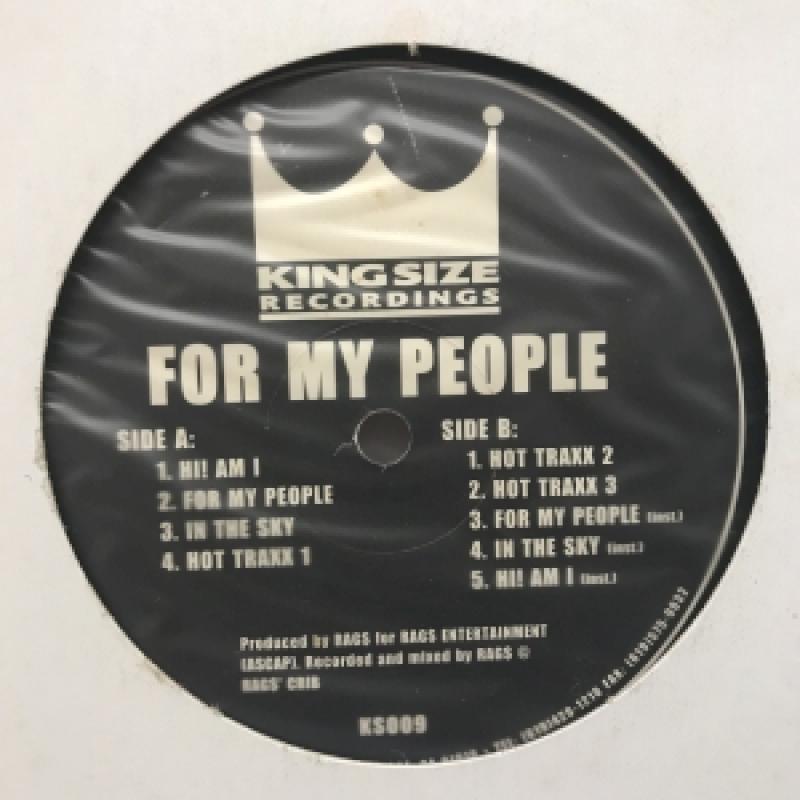 KINGSIZE
RECORDINGS
FOR MY PEOPLE
SIDE A:
1. HI! AM I
2. FOR MY PEOPLE
3. IN THE SKY
4. HOT TRAXX 1
SIDE B:
1. HOT TRAXX 2
2. HOT TRAXX 3
3. FOR MY PEOPLE (inst.)
4. IN THE SKY (inst.)
5. HI! AM I (inst.)
Produced by RAGS for RAGS ENTERTAINMENT
(ASCAP). Recorded and mixed by RAGS @
RAGS' CRIB
KS009
TEL: FAX: